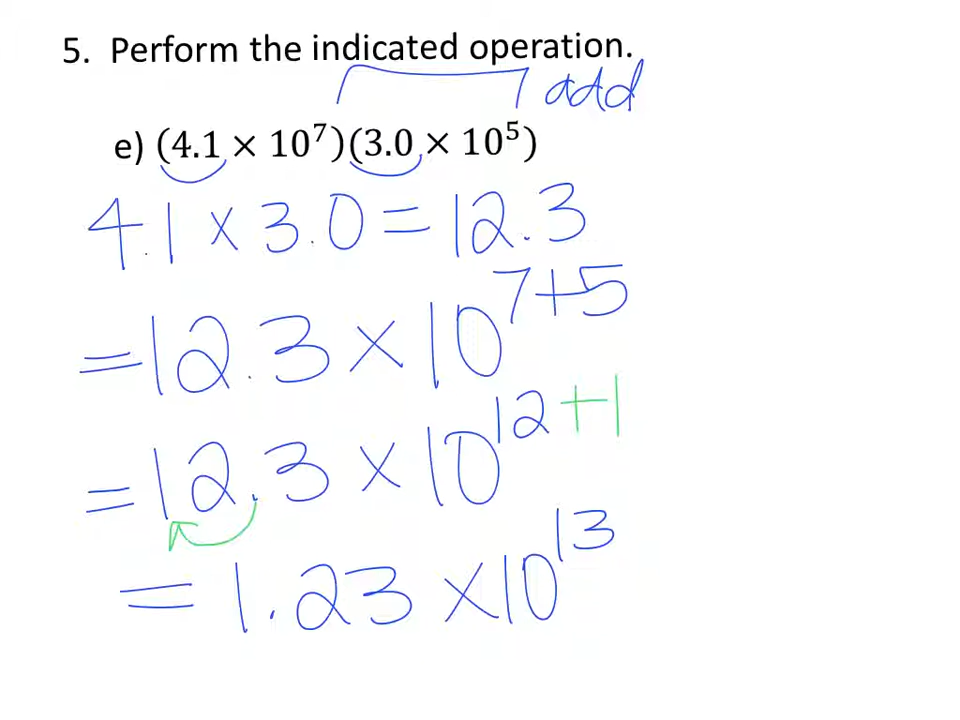 5. Perform the indicated operation.
add
e) (4.1 × 10⁷)(3.0 × 10⁵)
4.1 × 3.0 = 12.3
= 12.3 × 10⁷⁺⁵
= 12.3 × 10¹²⁺¹
= 1.23 × 10¹³